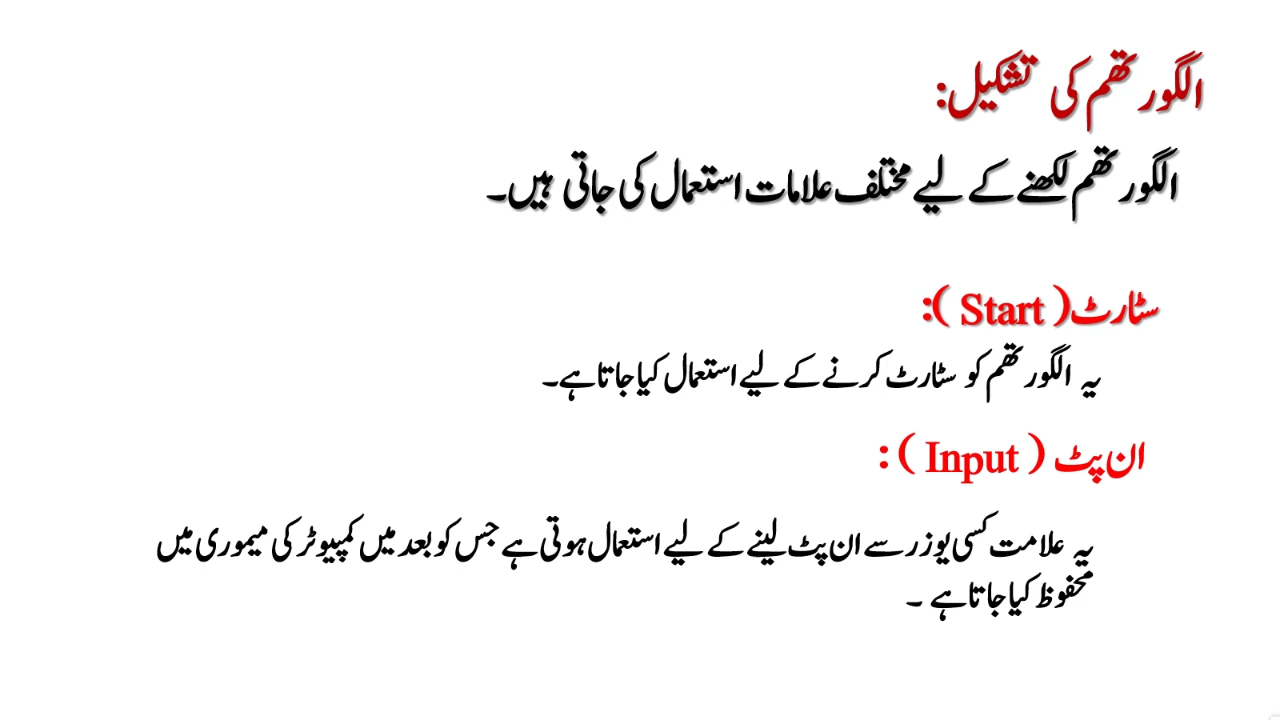 الگورتھم کی تشکیل:
الگورتھم لکھنے کے لیے مختلف علامات استعمال کی جاتی ہیں۔
سٹارٹ( Start ):
یہ الگورتھم کو سٹارٹ کرنے کے لیے استعمال کیا جاتا ہے۔
ان پٹ ( Input ) :
یہ علامت کسی یوزر سے ان پٹ لینے کے لیے استعمال ہوتی ہے جس کو بعد میں کمپیوٹر کی میموری میں
محفوظ کیا جاتا ہے ۔